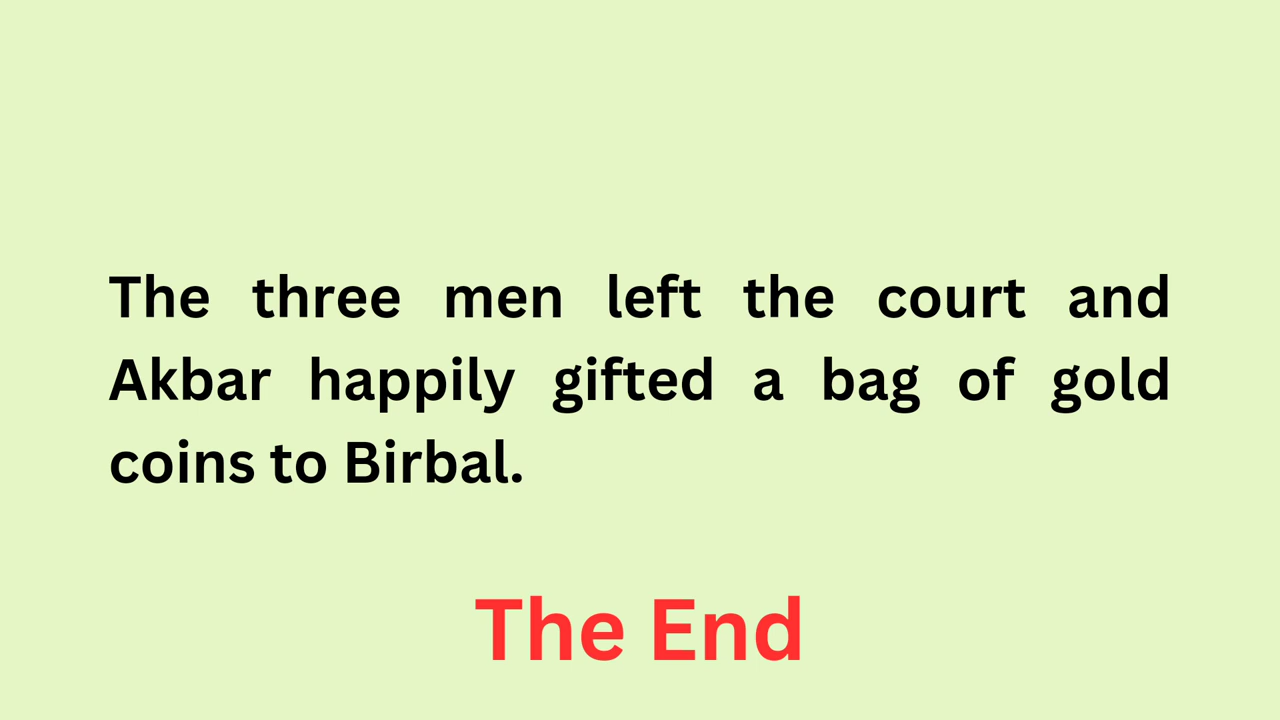 The three men left the court and
Akbar happily gifted a bag of gold
coins to Birbal.
The End